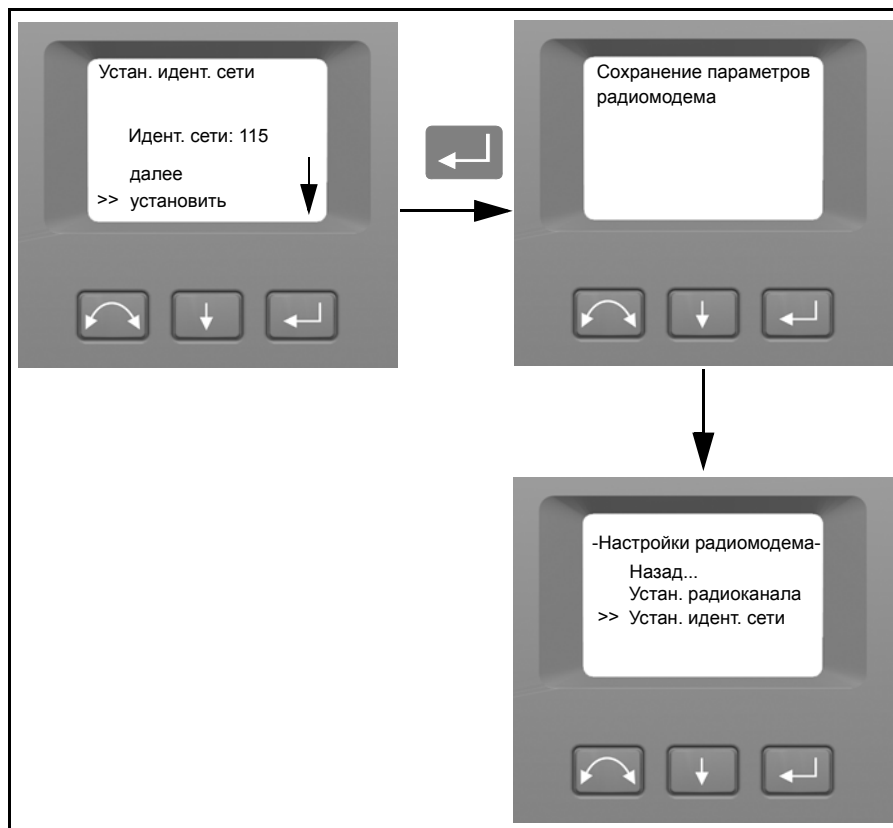 Устан. идент. сети
Идент. сети: 115
далее
>> установить
Сохранение параметров
радиомодема
-Настройки радиомодема-
Назад...
Устан. радиоканала
>> Устан. идент. сети